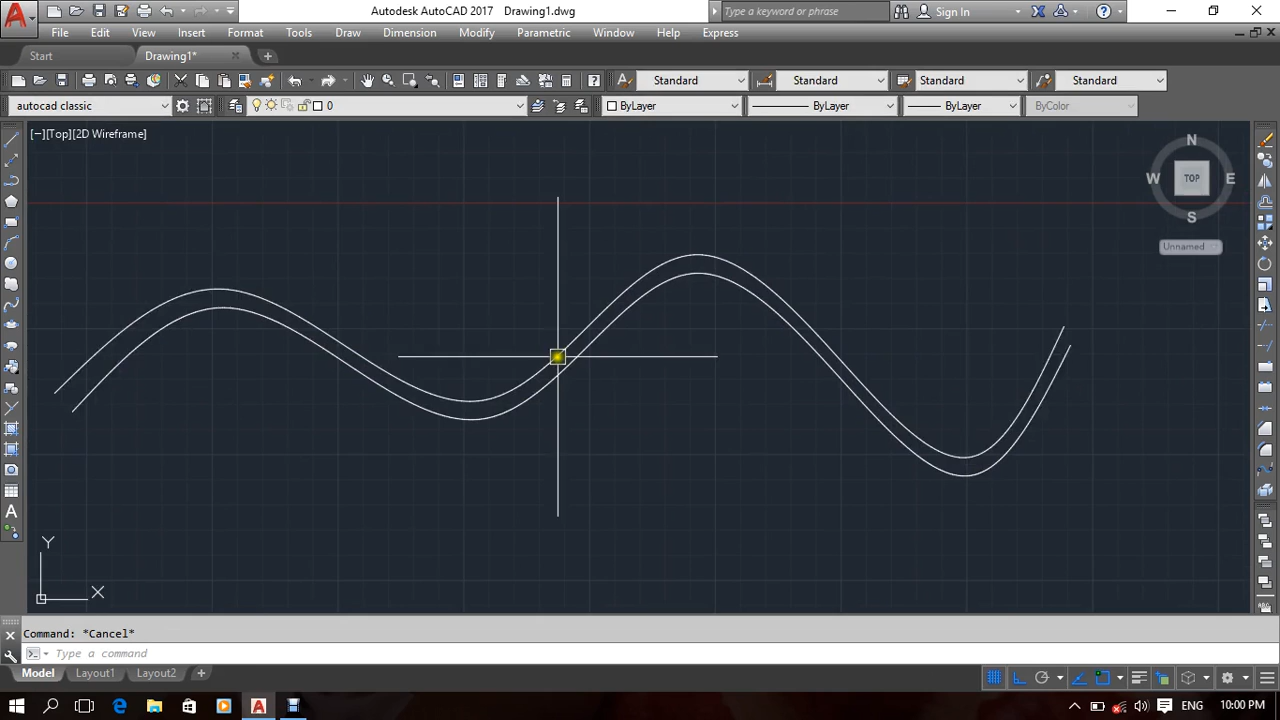 Autodesk AutoCAD 2017 Drawing1.dwg Type a keyword or phrase Sign In
File Edit View Insert Format Tools Draw Dimension Modify Parametric Window Help Express
Start Drawing1*
Standard Standard Standard Standard
autocad classic 0 ByLayer ByLayer ByLayer ByColor
[−][Top][2D Wireframe]
N
W TOP E
S
Unnamed
Y
X
Command: *Cancel*
Type a command
Model Layout1 Layout2
ENG 10:00 PM